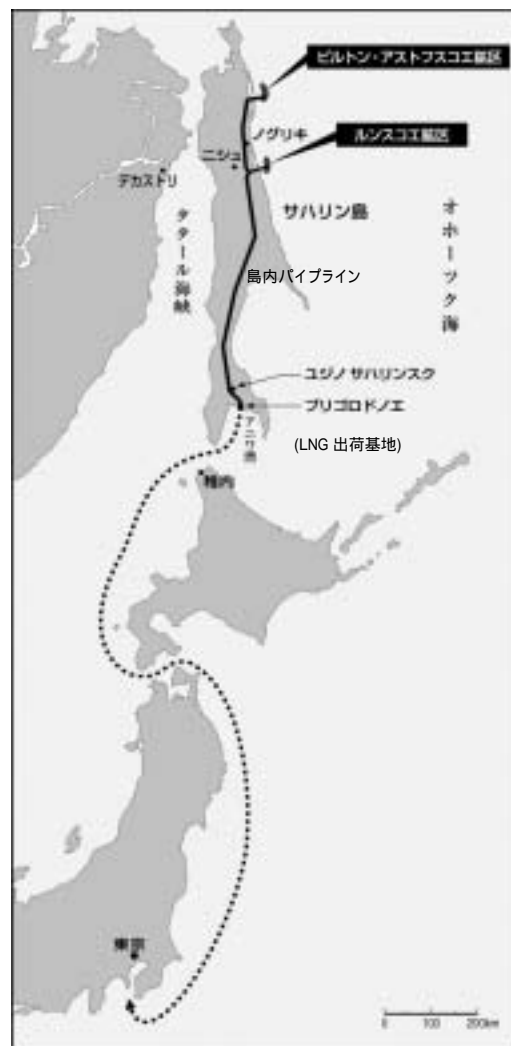 ピルトン・アストフスコエ鉱区
ノグリキ
ルンスコエ鉱区
ニシュ
デカストリ
サハリン島
オホーツク海
タタール海峡
島内パイプライン
ユジノサハリンスク
プリゴロドノエ
アニワ湾
(LNG 出荷基地)
稚内
東京
0 100 200km